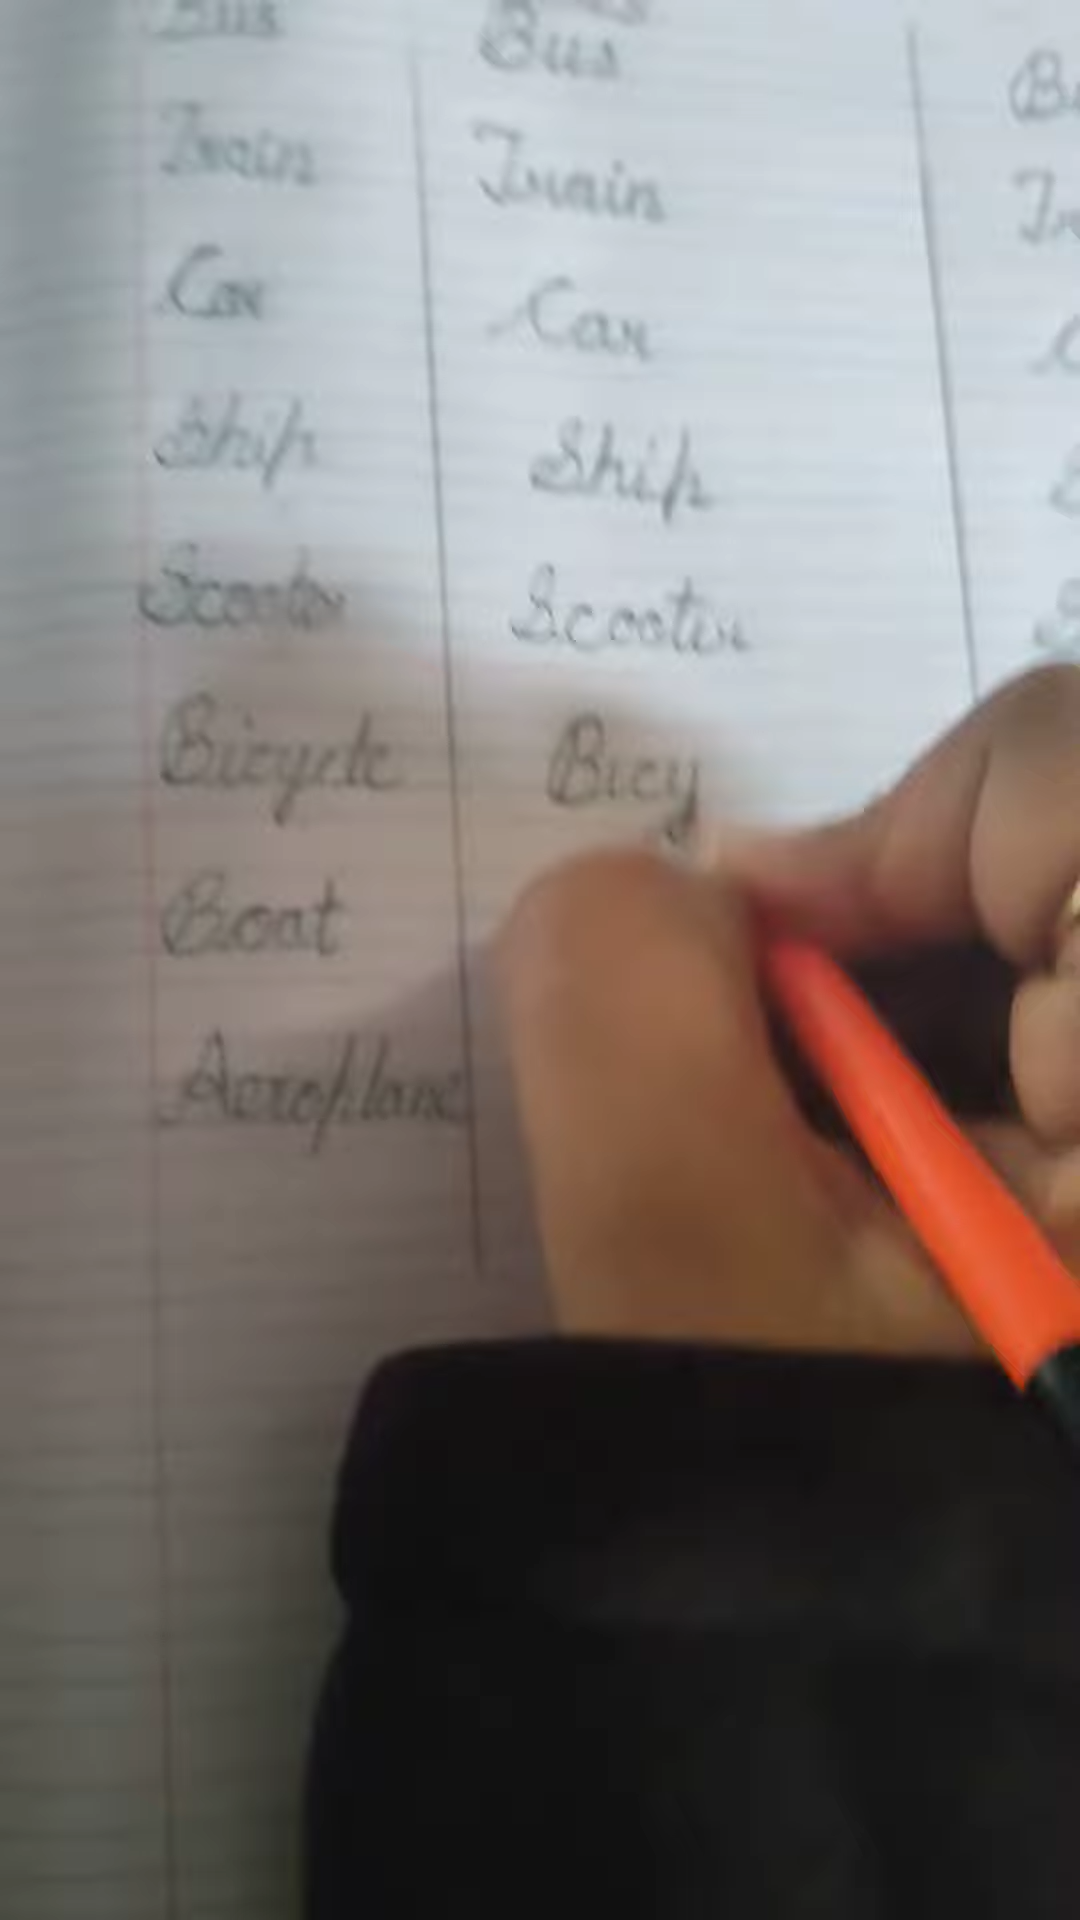 Bus Bus
Train Train
Car Car
Ship Ship
Scooter Scooter
Bicycle Bicy
Boat
Aeroplane